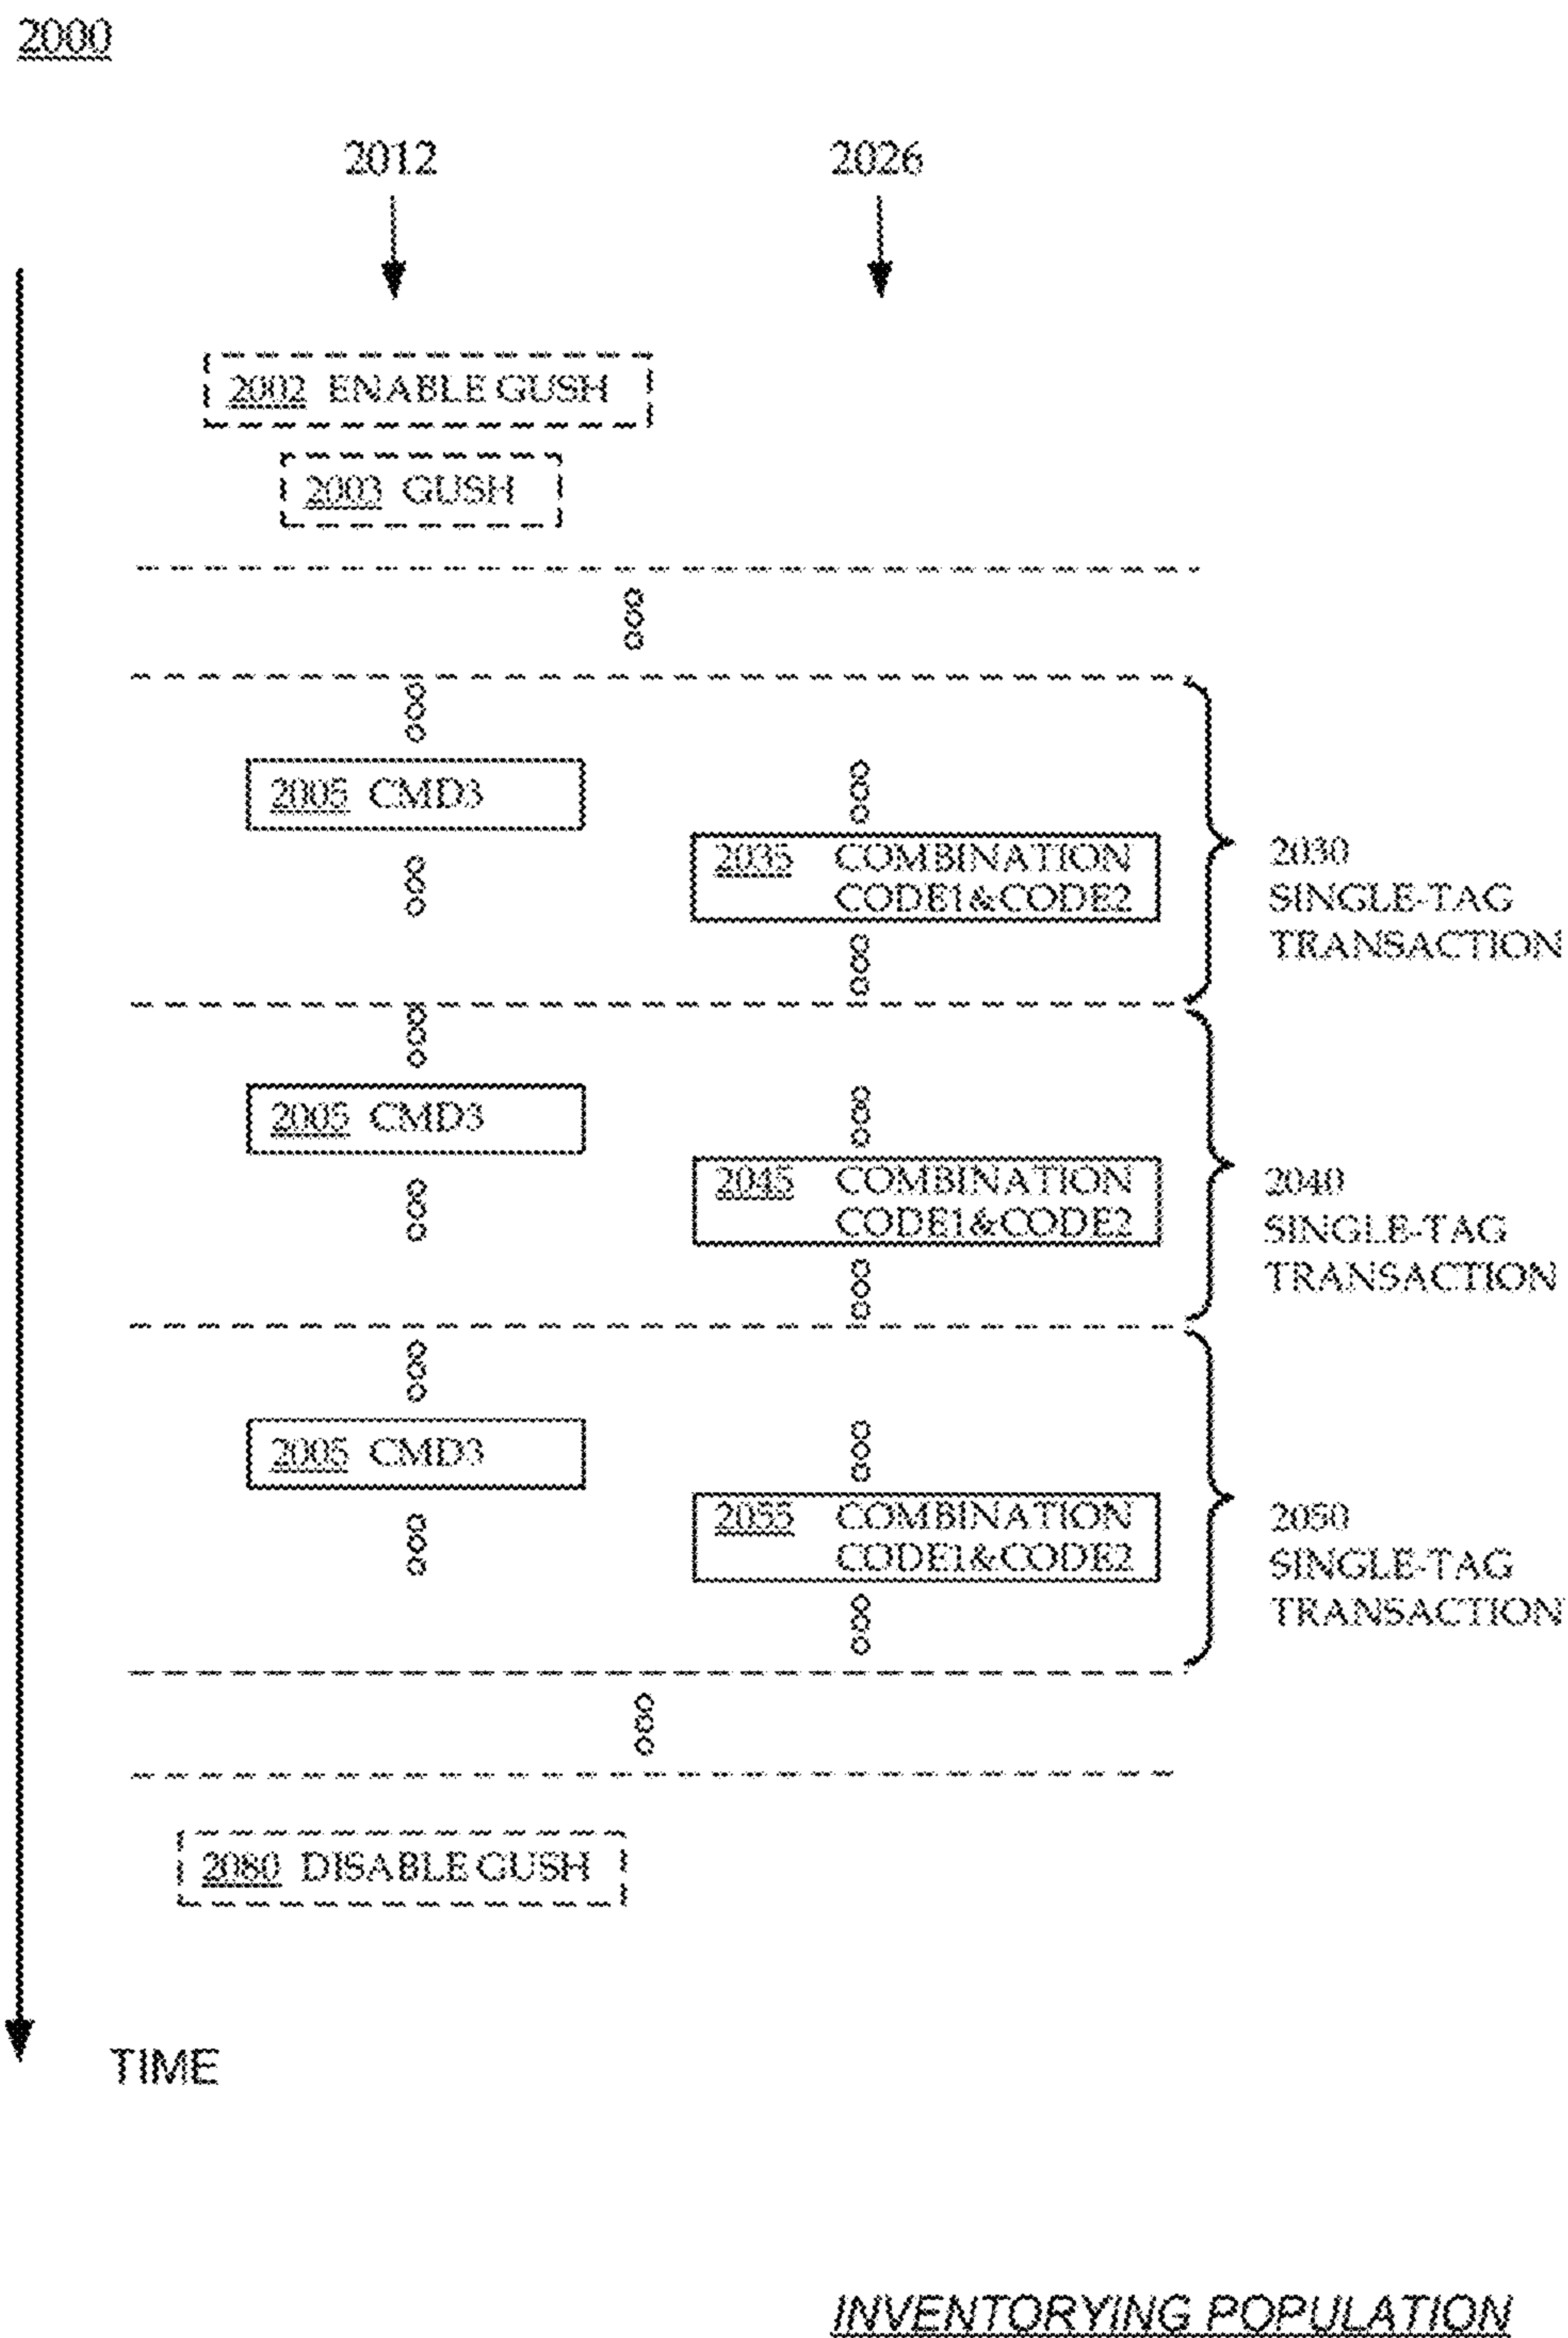 2000
2012
2026
2002 ENABLE GUSH
2003 GUSH
2005 CMD3
2035 COMBINATION
CODE1&CODE2
2030
SINGLE-TAG
TRANSACTION
2005 CMD3
2045 COMBINATION
CODE1&CODE2
2040
SINGLE-TAG
TRANSACTION
2005 CMD3
2055 COMBINATION
CODE1&CODE2
2050
SINGLE-TAG
TRANSACTION
2080 DISABLE GUSH
TIME
INVENTORYING POPULATION